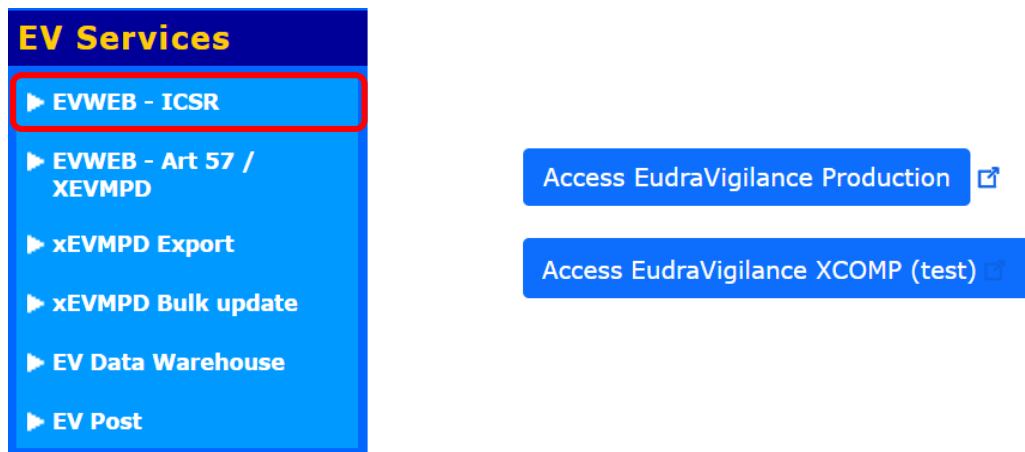 EV Services
EVWEB - ICSR
EVWEB - Art 57 /
XEVMPD
xEVMPD Export
xEVMPD Bulk update
EV Data Warehouse
EV Post
Access EudraVigilance Production
Access EudraVigilance XCOMP (test)